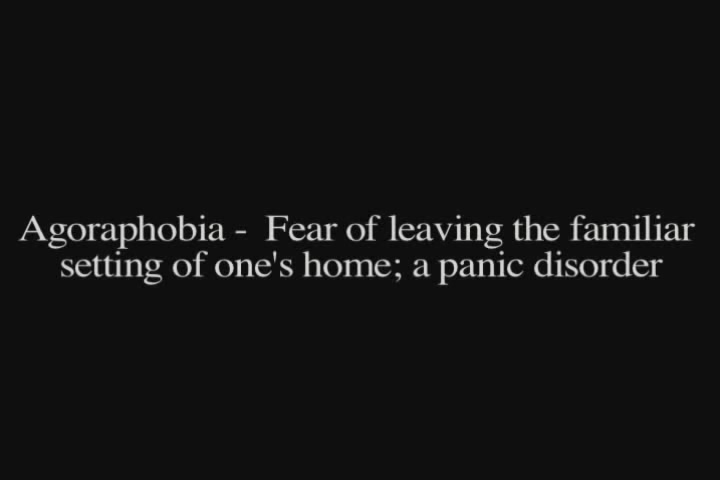 Agoraphobia -  Fear of leaving the familiar
setting of one's home; a panic disorder